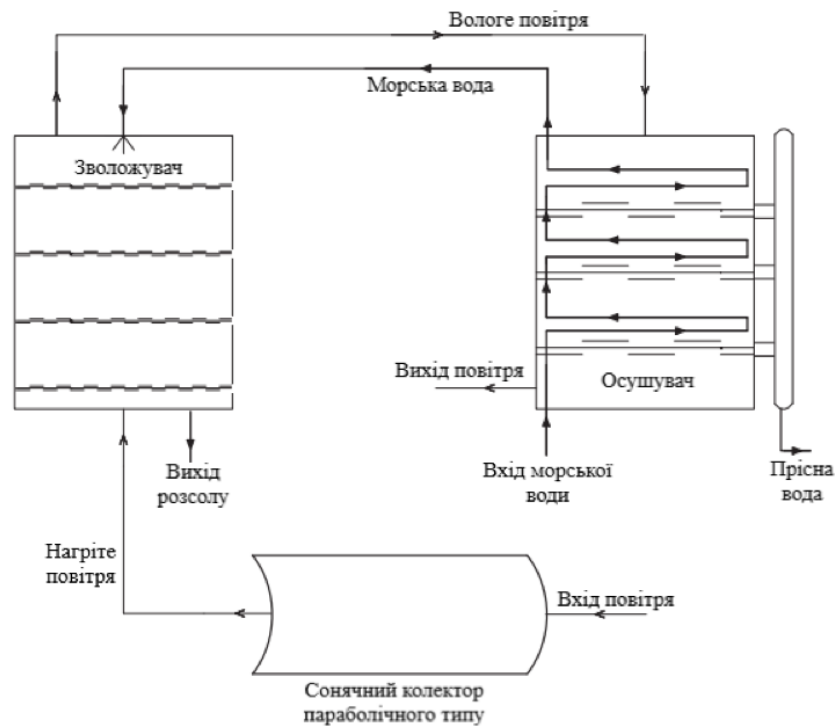 Вологе повітря
Морська вода
Зволожувач
Вихід повітря
Осушувач
Вихід
розсолу
Вхід морської
води
Прісна
вода
Нагріте
повітря
Вхід повітря
Сонячний колектор
параболічного типу